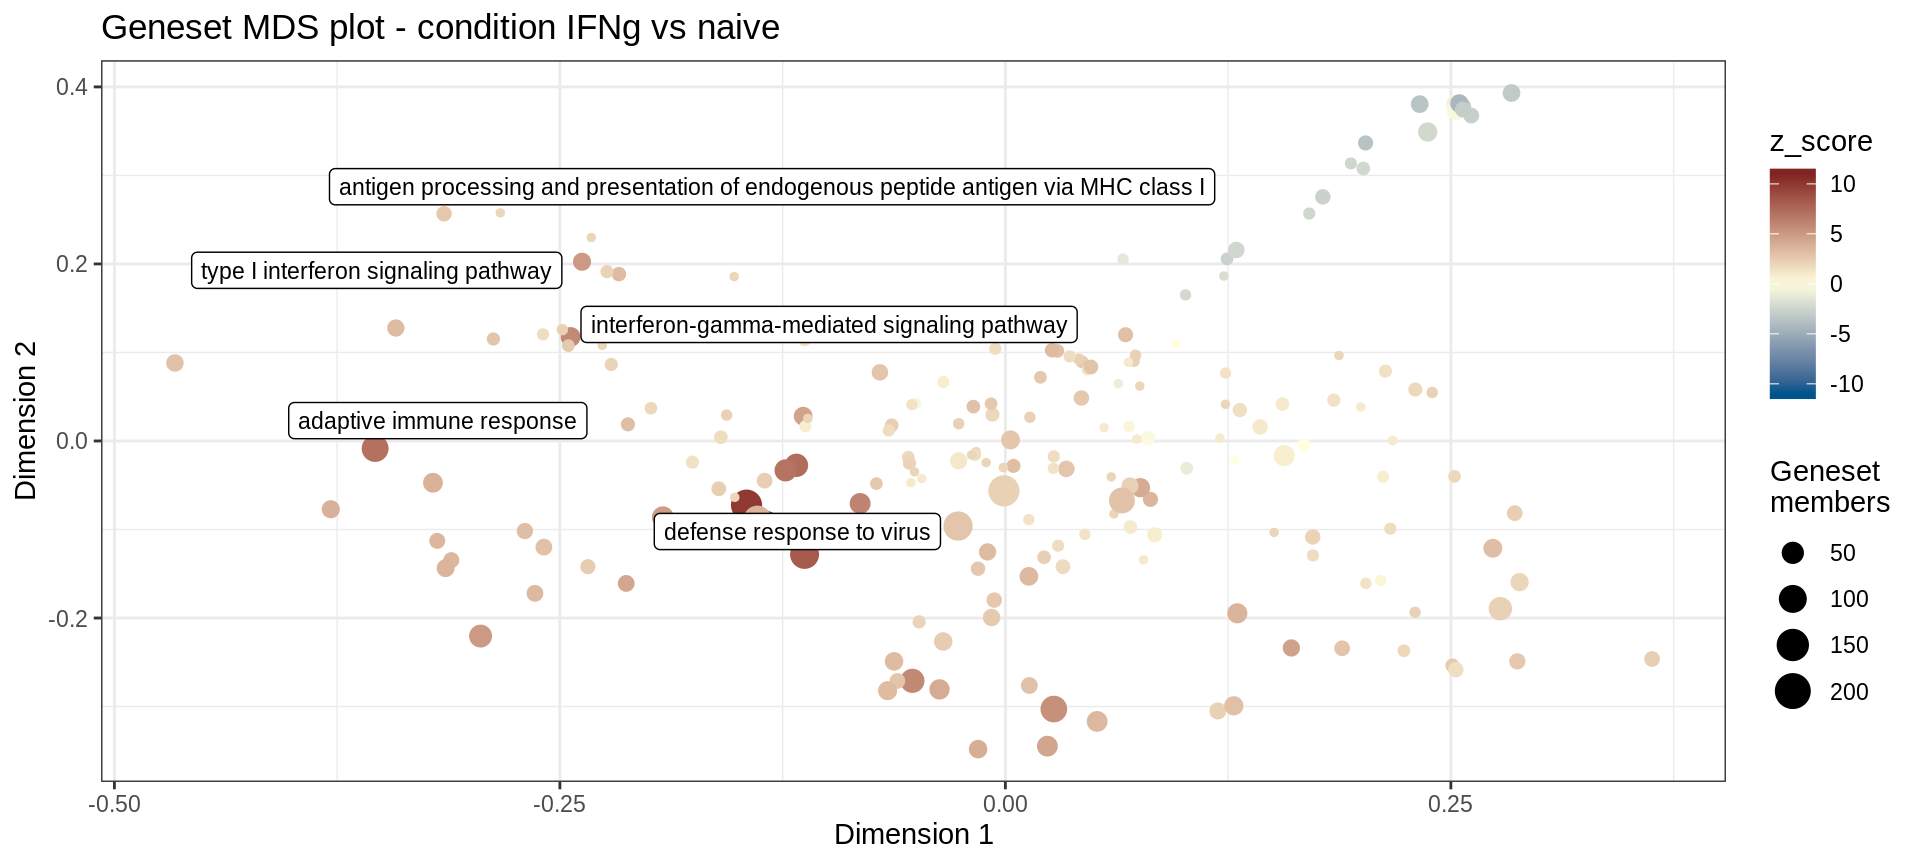 Geneset MDS plot - condition IFNg vs naive
0.4
0.2
0.0
-0.2
Dimension 2
antigen processing and presentation of endogenous peptide antigen via MHC class I
type I interferon signaling pathway
interferon-gamma-mediated signaling pathway
adaptive immune response
defense response to virus
-0.50
-0.25
0.00
0.25
Dimension 1
z_score
10
5
0
-5
-10
Geneset
members
50
100
150
200